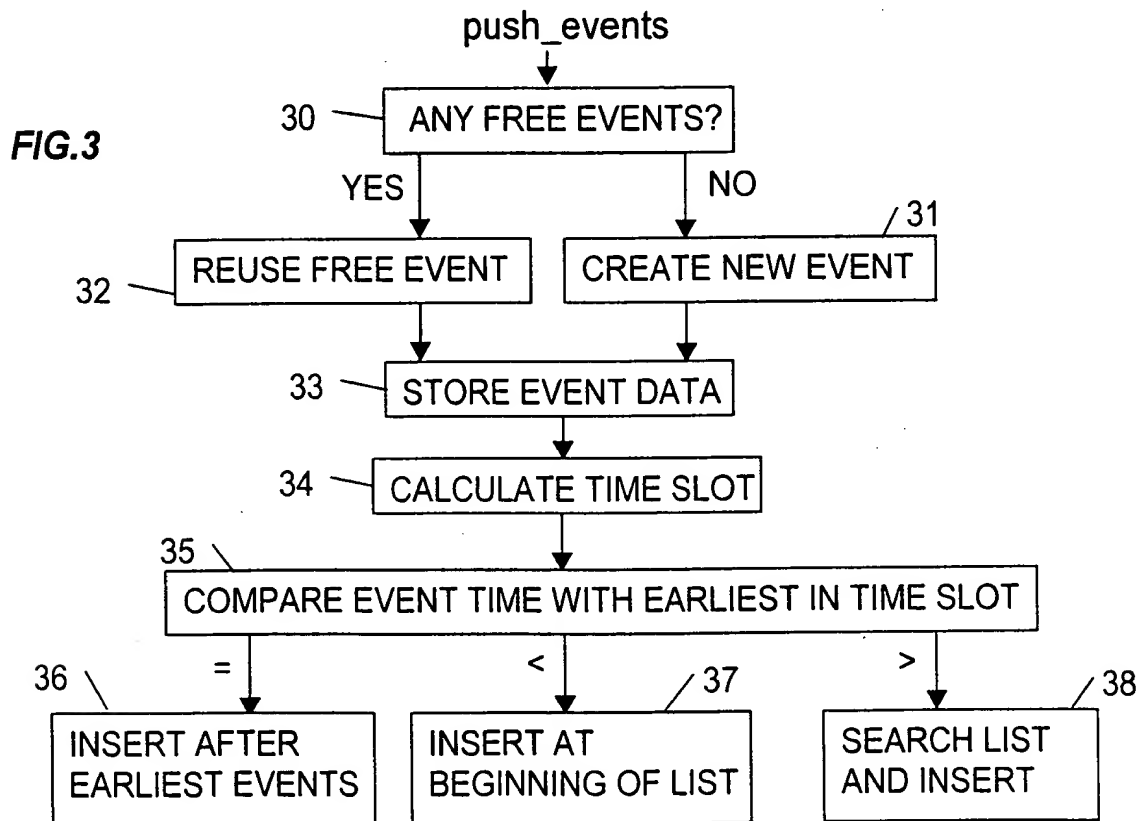 push_events
30
ANY FREE EVENTS?
FIG.3
YES
NO
31
REUSE FREE EVENT
CREATE NEW EVENT
32
33
STORE EVENT DATA
34
CALCULATE TIME SLOT
35
COMPARE EVENT TIME WITH EARLIEST IN TIME SLOT
=
<
>
36
37
38
INSERT AFTER
EARLIEST EVENTS
INSERT AT
BEGINNING OF LIST
SEARCH LIST
AND INSERT